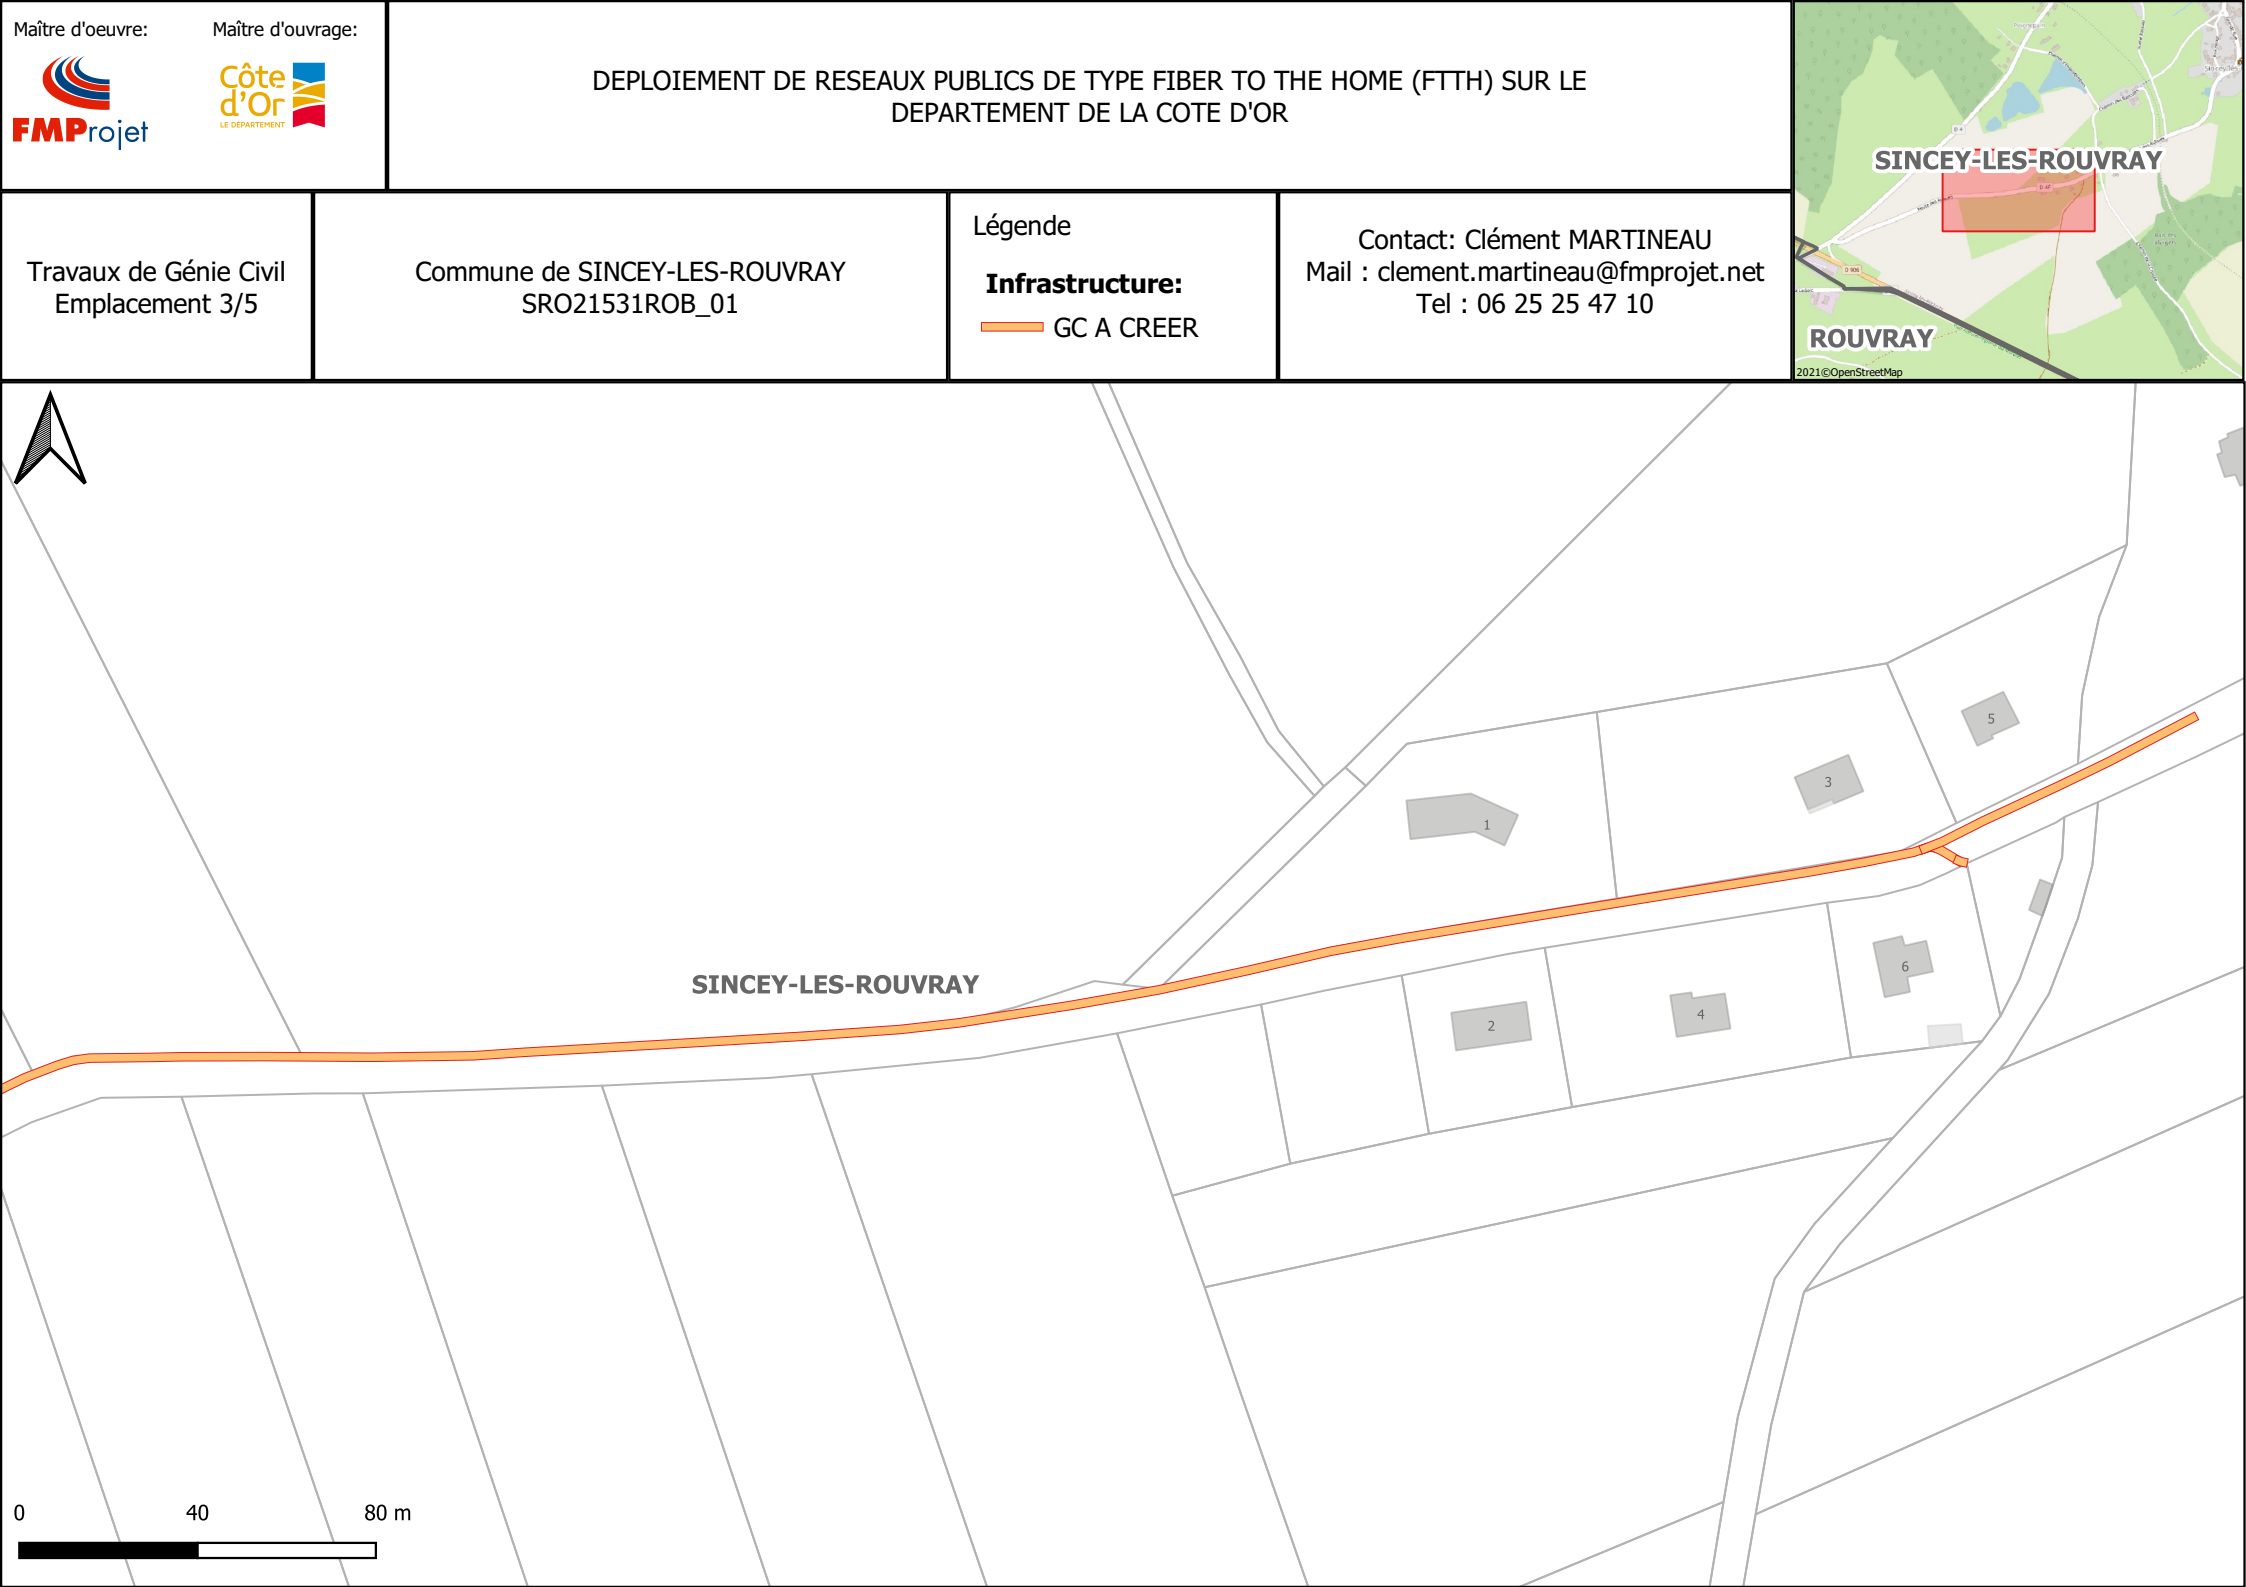 Maître d'oeuvre:
Maître d'ouvrage:
FMProjet
Côte
d'Or
LE DÉPARTEMENT
DEPLOIEMENT DE RESEAUX PUBLICS DE TYPE FIBER TO THE HOME (FTTH) SUR LE
DEPARTEMENT DE LA COTE D'OR
Travaux de Génie Civil
Emplacement 3/5
Commune de SINCEY-LES-ROUVRAY
SRO21531ROB_01
Légende
Infrastructure:
GC A CREER
Contact: Clément MARTINEAU
Mail : clement.martineau@fmprojet.net
Tel : 06 25 25 47 10
D 4
SINCEY-LES-ROUVRAY
D 4F
D 906
ROUVRAY
2021©OpenStreetMap
5
3
1
SINCEY-LES-ROUVRAY
6
4
2
0
40
80 m